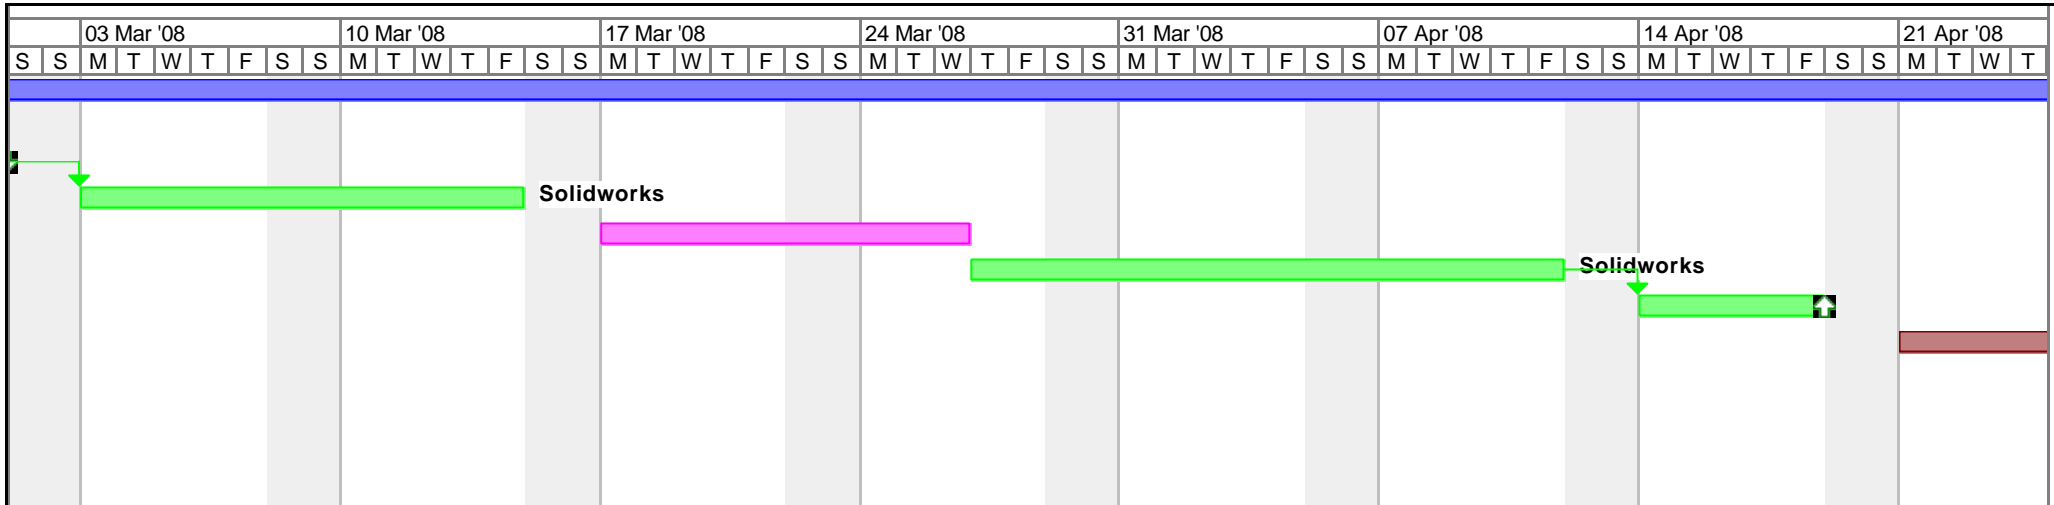 03 Mar '08 10 Mar '08 17 Mar '08 24 Mar '08 31 Mar '08 07 Apr '08 14 Apr '08 21 Apr '08
S S M T W T F S S M T W T F S S M T W T F S S M T W T F S S M T W T F S S M T W T F S S M T W T F S S M T W T
Solidworks
Solidworks